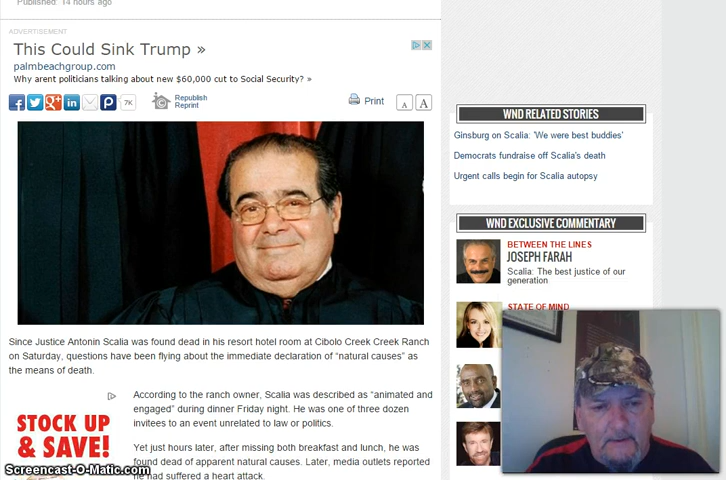 Published: 14 hours ago
ADVERTISEMENT
This Could Sink Trump »
palmbeachgroup.com
Why arent politicians talking about new $60,000 cut to Social Security? »
7K
Republish
Reprint
Print
A
A
Since Justice Antonin Scalia was found dead in his resort hotel room at Cibolo Creek Creek Ranch
on Saturday, questions have been flying about the immediate declaration of “natural causes” as
the means of death.
According to the ranch owner, Scalia was described as “animated and
engaged” during dinner Friday night. He was one of three dozen
invitees to an event unrelated to law or politics.
Yet just hours later, after missing both breakfast and lunch, he was
found dead of apparent natural causes. Later, media outlets reported
he had suffered a heart attack.
STOCK UP
& SAVE!
Screencast-O-Matic.com
WND RELATED STORIES
Ginsburg on Scalia: 'We were best buddies'
Democrats fundraise off Scalia's death
Urgent calls begin for Scalia autopsy
WND EXCLUSIVE COMMENTARY
BETWEEN THE LINES
JOSEPH FARAH
Scalia: The best justice of our
generation
STATE OF MIND